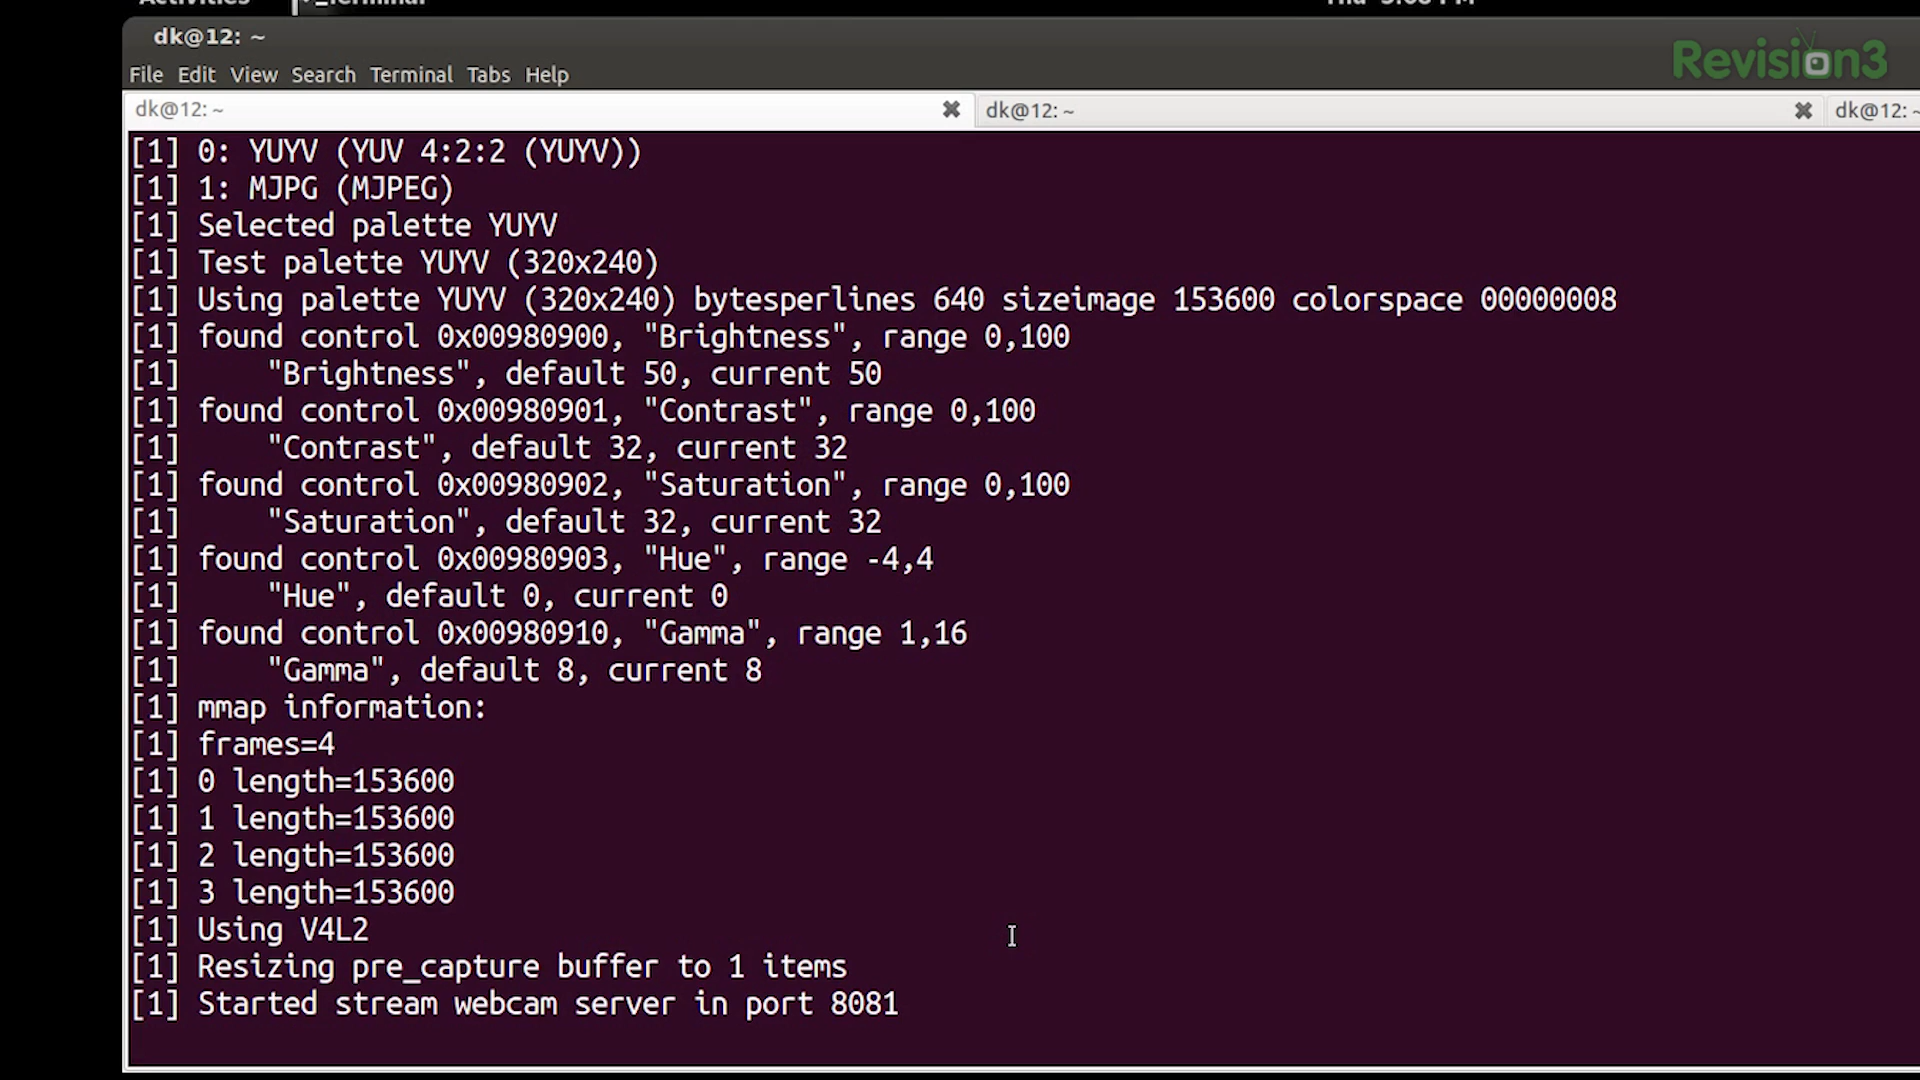 Activities Terminal Thu 5:08 PM
dk@12: ~
Revision3
File Edit View Search Terminal Tabs Help
dk@12: ~ dk@12: ~ dk@12: ~
[1] 0: YUYV (YUV 4:2:2 (YUYV))
[1] 1: MJPG (MJPEG)
[1] Selected palette YUYV
[1] Test palette YUYV (320x240)
[1] Using palette YUYV (320x240) bytesperlines 640 sizeimage 153600 colorspace 00000008
[1] found control 0x00980900, "Brightness", range 0,100
[1] "Brightness", default 50, current 50
[1] found control 0x00980901, "Contrast", range 0,100
[1] "Contrast", default 32, current 32
[1] found control 0x00980902, "Saturation", range 0,100
[1] "Saturation", default 32, current 32
[1] found control 0x00980903, "Hue", range -4,4
[1] "Hue", default 0, current 0
[1] found control 0x00980910, "Gamma", range 1,16
[1] "Gamma", default 8, current 8
[1] mmap information:
[1] frames=4
[1] 0 length=153600
[1] 1 length=153600
[1] 2 length=153600
[1] 3 length=153600
[1] Using V4L2
[1] Resizing pre_capture buffer to 1 items
[1] Started stream webcam server in port 8081